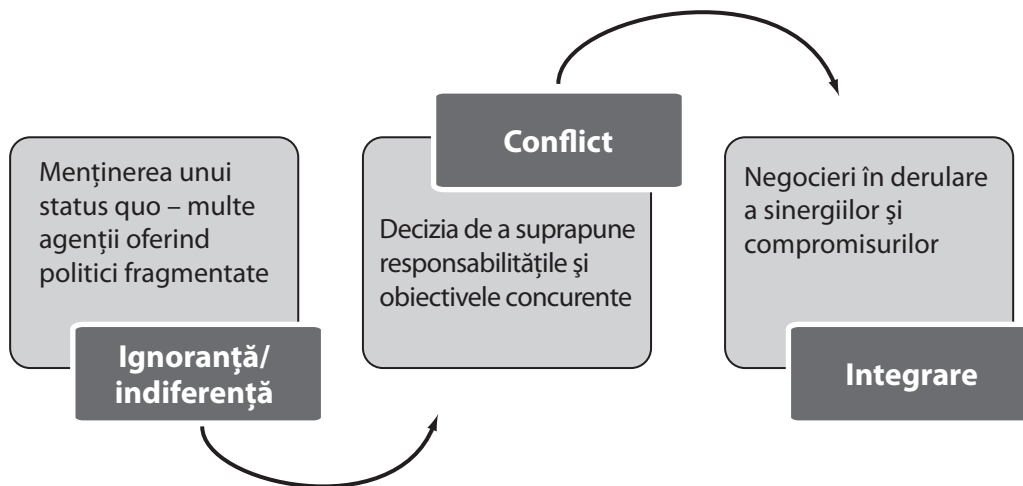 Menținerea unui
status quo – multe
agenții oferind
politici fragmentate
Ignoranță/
indiferență
Conflict
Decizia de a suprapune
responsabilitățile şi
obiectivele concurente
Negocieri în derulare
a sinergiilor şi
compromisurilor
Integrare